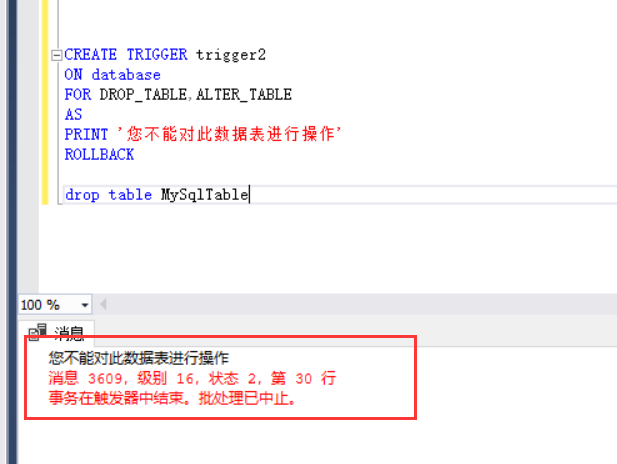 CREATE TRIGGER trigger2
ON database
FOR DROP_TABLE,ALTER_TABLE
AS
PRINT '您不能对此数据表进行操作'
ROLLBACK
drop table MySqlTable
100 %
消息
您不能对此数据表进行操作
消息 3609，级别 16，状态 2，第 30 行
事务在触发器中结束。批处理已中止。